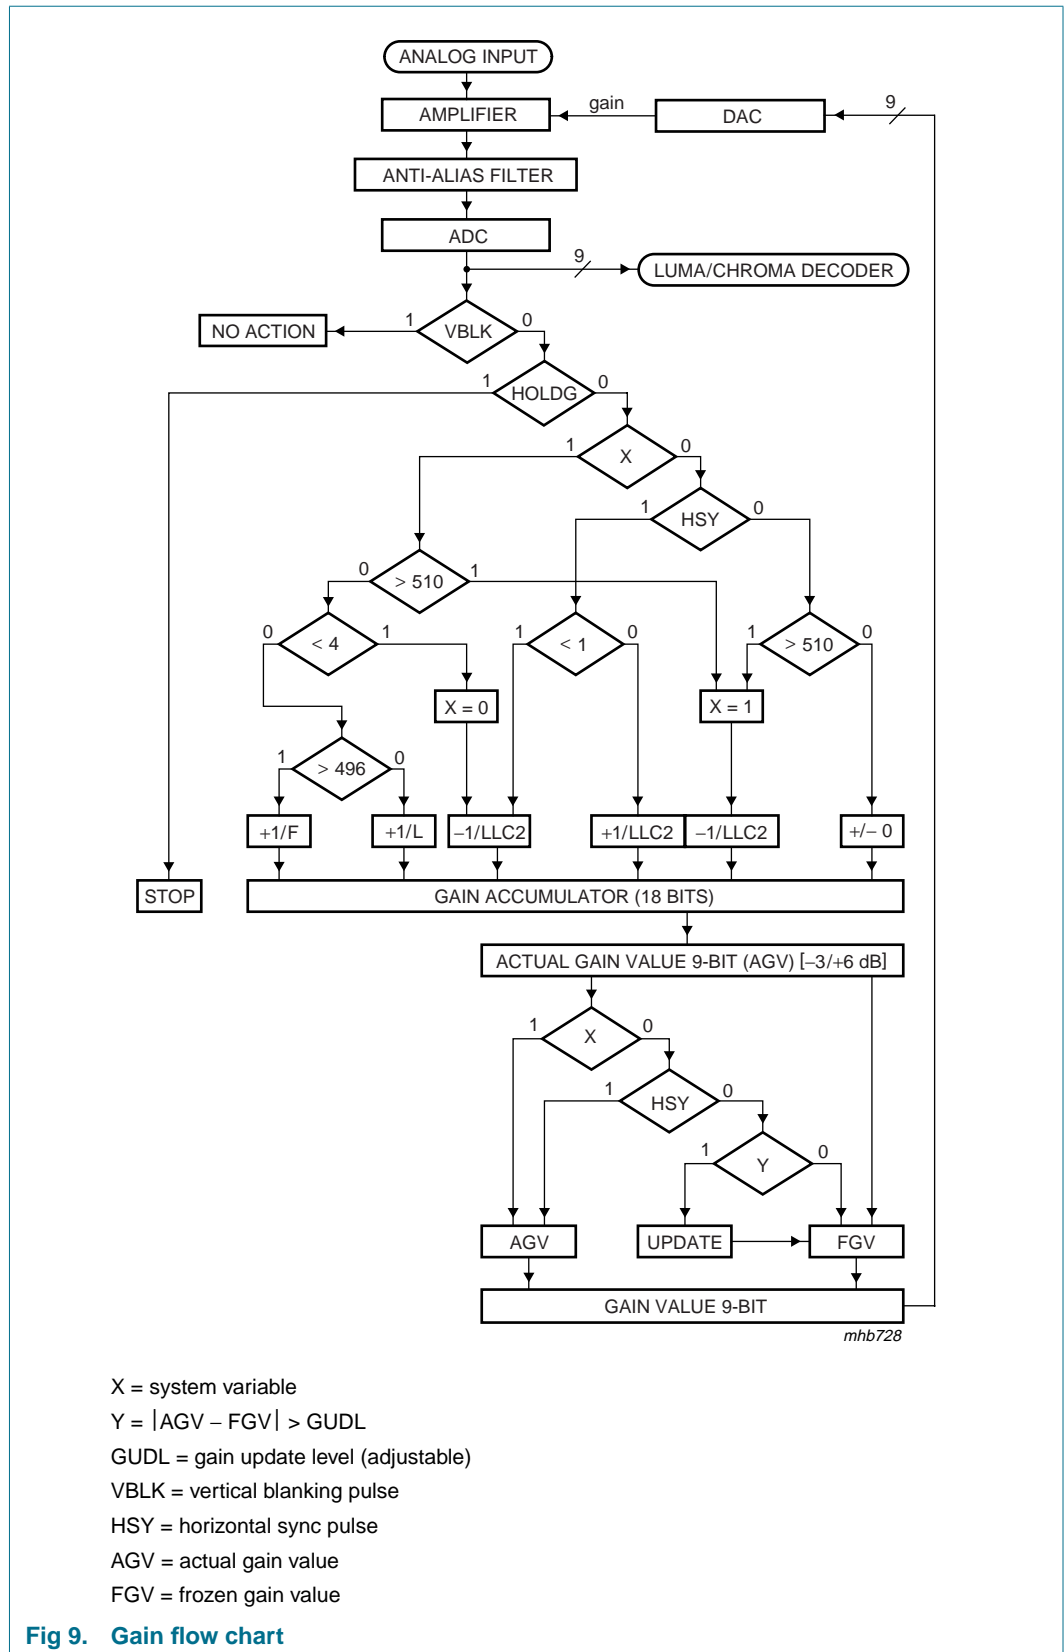 ANALOG INPUT
AMPLIFIER
gain
DAC
9
ANTI-ALIAS FILTER
ADC
9
LUMA/CHROMA DECODER
NO ACTION
1
VBLK
0
1
HOLDG
0
1
X
0
1
HSY
0
0
> 510
1
0
< 4
1
1
< 1
0
1
> 510
0
X = 0
X = 1
1
> 496
0
+1/F
+1/L
−1/LLC2
+1/LLC2
−1/LLC2
+/− 0
STOP
GAIN ACCUMULATOR (18 BITS)
ACTUAL GAIN VALUE 9-BIT (AGV) [−3/+6 dB]
1
X
0
1
HSY
0
1
Y
0
AGV
UPDATE
FGV
GAIN VALUE 9-BIT
mhb728
X = system variable
Y = |AGV − FGV| > GUDL
GUDL = gain update level (adjustable)
VBLK = vertical blanking pulse
HSY = horizontal sync pulse
AGV = actual gain value
FGV = frozen gain value
Fig 9. Gain flow chart